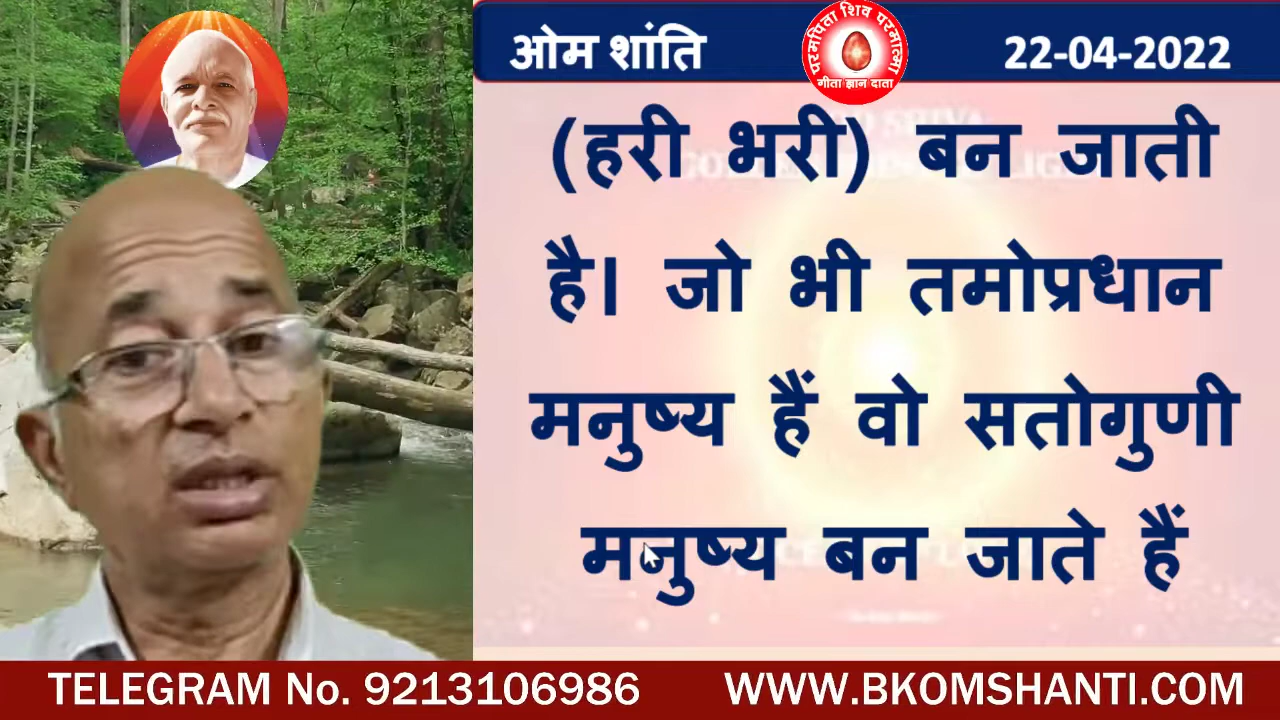 ओम शांति
परमपिता शिव परमात्मा
गीता ज्ञान दाता
22-04-2022
(हरी भरी) बन जाती
है। जो भी तमोप्रधान
मनुष्य हैं वो सतोगुणी
मनुष्य बन जाते हैं
TELEGRAM No. 9213106986
WWW.BKOMSHANTI.COM